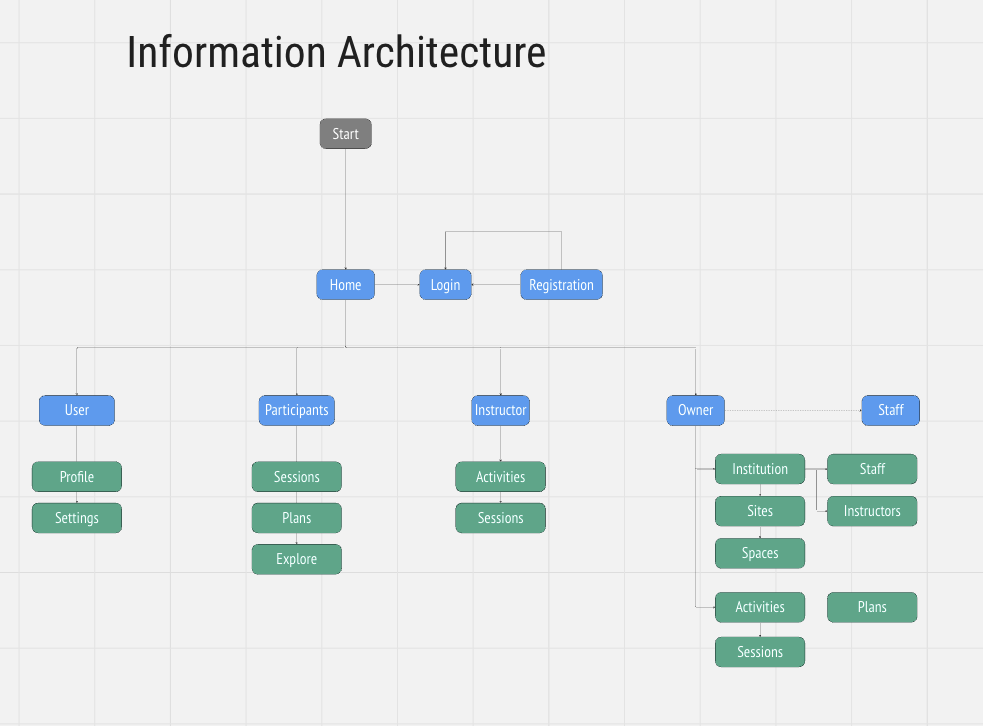 Information Architecture
Start
Home
Login
Registration
User
Participants
Instructor
Owner
Staff
Profile
Settings
Sessions
Plans
Explore
Activities
Sessions
Institution
Staff
Sites
Instructors
Spaces
Activities
Plans
Sessions